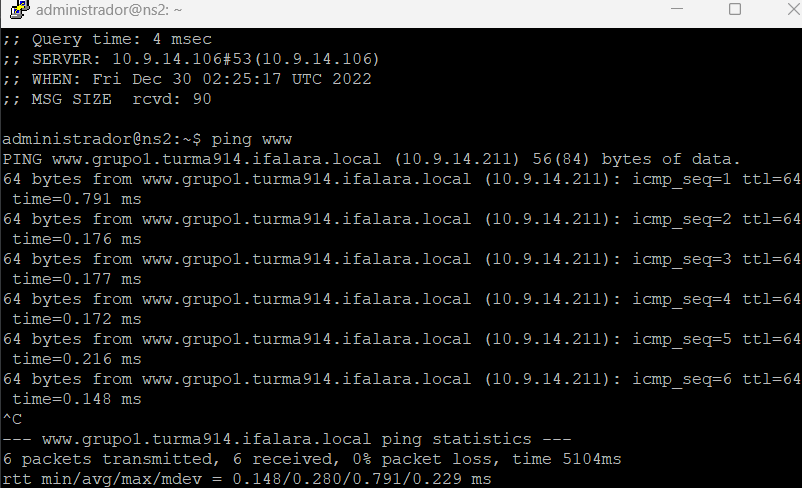 administrador@ns2: ~
;; Query time: 4 msec
;; SERVER: 10.9.14.106#53(10.9.14.106)
;; WHEN: Fri Dec 30 02:25:17 UTC 2022
;; MSG SIZE  rcvd: 90
administrador@ns2:~$ ping www
PING www.grupo1.turma914.ifalara.local (10.9.14.211) 56(84) bytes of data.
64 bytes from www.grupo1.turma914.ifalara.local (10.9.14.211): icmp_seq=1 ttl=64
 time=0.791 ms
64 bytes from www.grupo1.turma914.ifalara.local (10.9.14.211): icmp_seq=2 ttl=64
 time=0.176 ms
64 bytes from www.grupo1.turma914.ifalara.local (10.9.14.211): icmp_seq=3 ttl=64
 time=0.177 ms
64 bytes from www.grupo1.turma914.ifalara.local (10.9.14.211): icmp_seq=4 ttl=64
 time=0.172 ms
64 bytes from www.grupo1.turma914.ifalara.local (10.9.14.211): icmp_seq=5 ttl=64
 time=0.216 ms
64 bytes from www.grupo1.turma914.ifalara.local (10.9.14.211): icmp_seq=6 ttl=64
 time=0.148 ms
^C
--- www.grupo1.turma914.ifalara.local ping statistics ---
6 packets transmitted, 6 received, 0% packet loss, time 5104ms
rtt min/avg/max/mdev = 0.148/0.280/0.791/0.229 ms